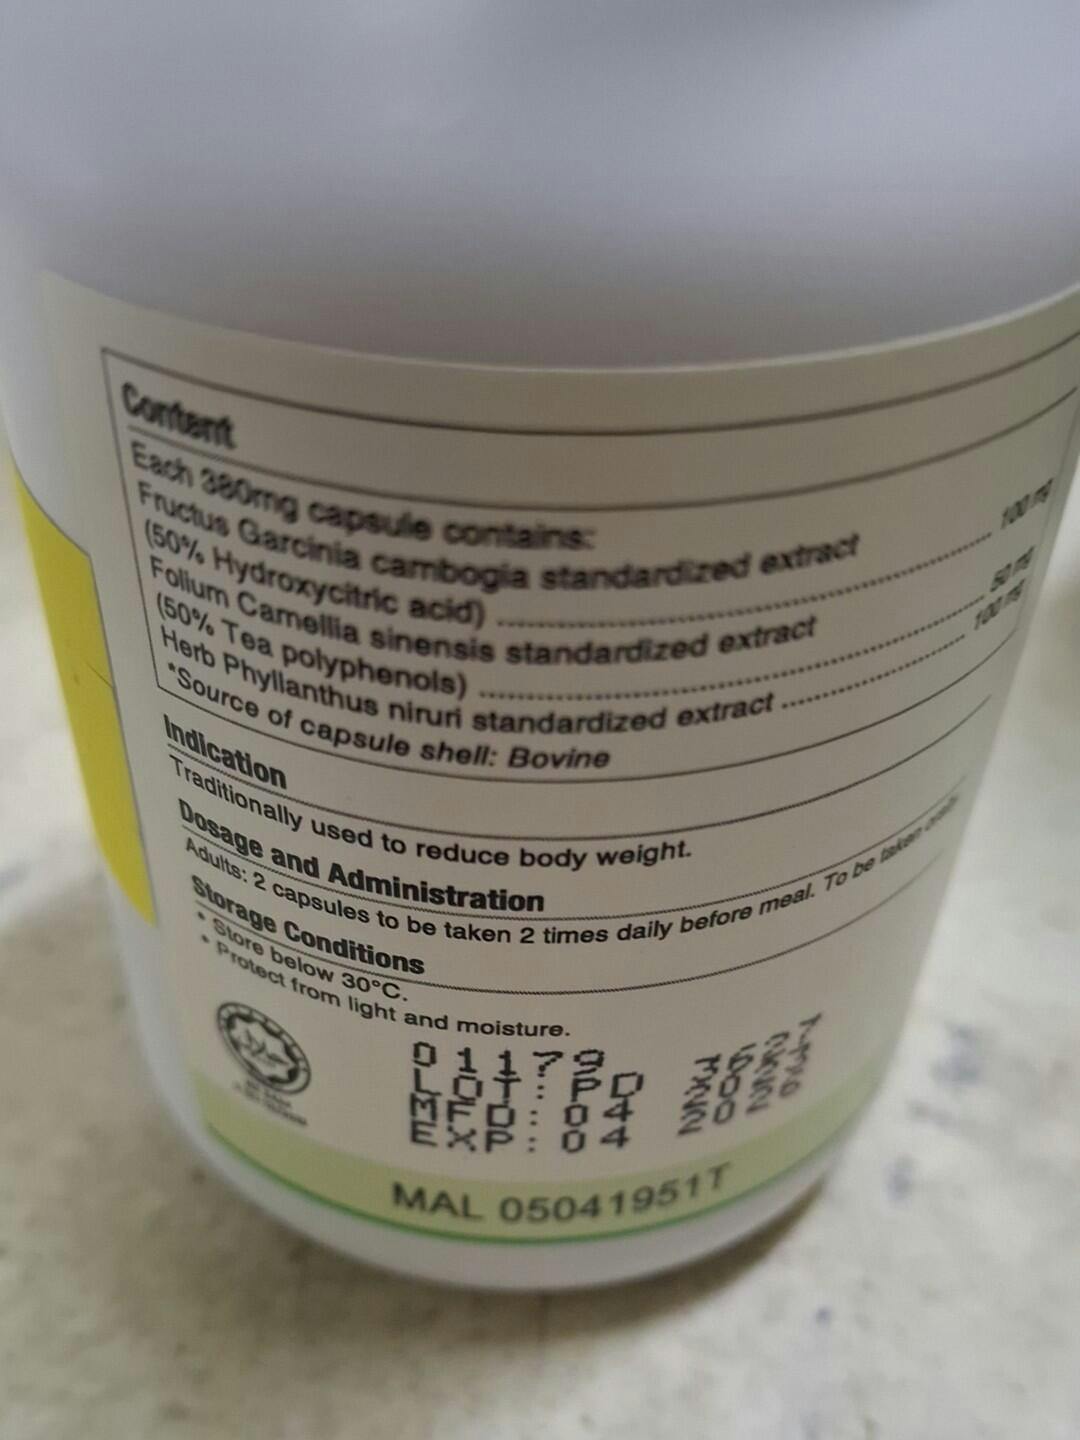 Content
Each 380mg capsule contains:
Fructus Garcinia cambogia standardized extract
(50% Hydroxycitric acid) ........ 100 mg
Folium Camellia sinensis standardized extract
(50% Tea polyphenols) ........ 50 mg
Herb Phyllanthus niruri standardized extract ........ 100 mg
*Source of capsule shell: Bovine
Indication
Traditionally used to reduce body weight.
Dosage and Administration
Adults: 2 capsules to be taken 2 times daily before meal. To be taken orally.
Storage Conditions
* Store below 30°C.
* Protect from light and moisture.
01179
LOT: PD
MFD: 04
EXP: 04
MAL 05041951T